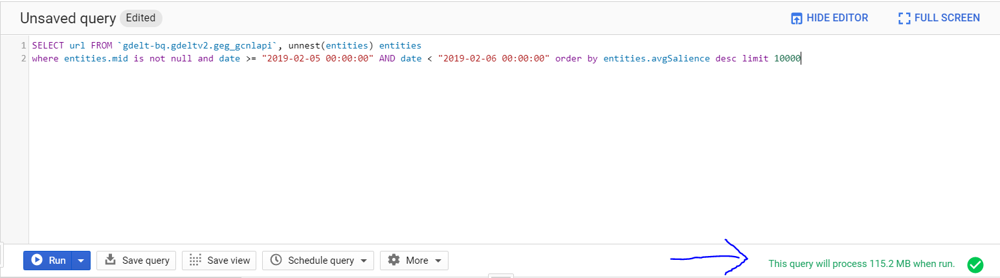 Unsaved query Edited HIDE EDITOR FULL SCREEN
1 SELECT url FROM `gdelt-bq.gdeltv2.geg_gcnlapi`, unnest(entities) entities
2 where entities.mid is not null and date >= "2019-02-05 00:00:00" AND date < "2019-02-06 00:00:00" order by entities.avgSalience desc limit 10000
Run Save query Save view Schedule query More This query will process 115.2 MB when run.